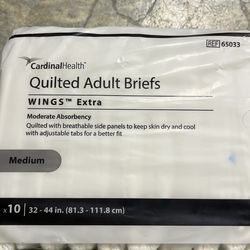 REF 65033
CardinalHealth™
Quilted Adult Briefs
WINGS™ Extra
Moderate Absorbency
Quilted with breathable side panels to keep skin dry and cool
with adjustable tabs for a better fit
Medium
x10 32 - 44 in. (81.3 - 111.8 cm)